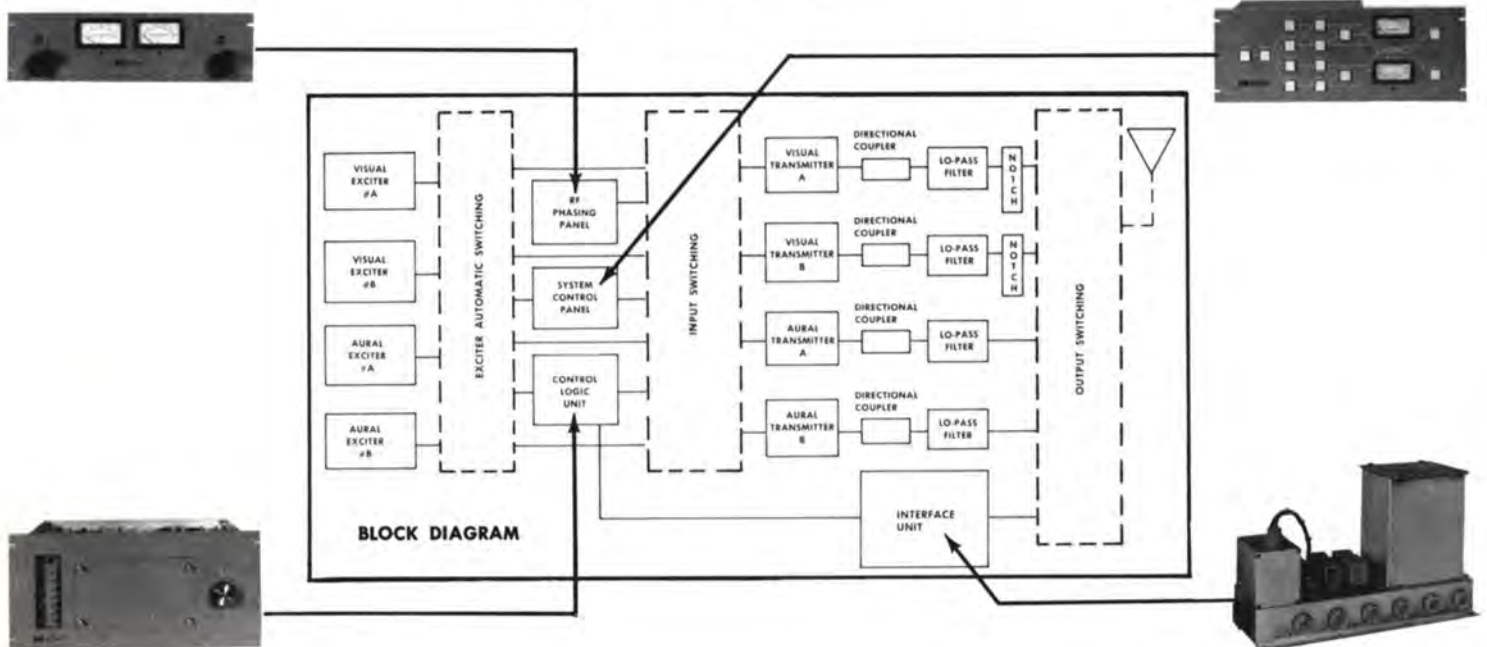 VISUAL
EXCITER
#A
VISUAL
EXCITER
#B
AURAL
EXCITER
#A
AURAL
EXCITER
#B
EXCITER AUTOMATIC SWITCHING
RF
PHASING
PANEL
SYSTEM
CONTROL
PANEL
CONTROL
LOGIC
UNIT
INPUT SWITCHING
VISUAL
TRANSMITTER
A
DIRECTIONAL
COUPLER
LO-PASS
FILTER
NOTCH
VISUAL
TRANSMITTER
B
DIRECTIONAL
COUPLER
LO-PASS
FILTER
NOTCH
AURAL
TRANSMITTER
A
DIRECTIONAL
COUPLER
LO-PASS
FILTER
AURAL
TRANSMITTER
B
DIRECTIONAL
COUPLER
LO-PASS
FILTER
INTERFACE
UNIT
OUTPUT SWITCHING
BLOCK DIAGRAM